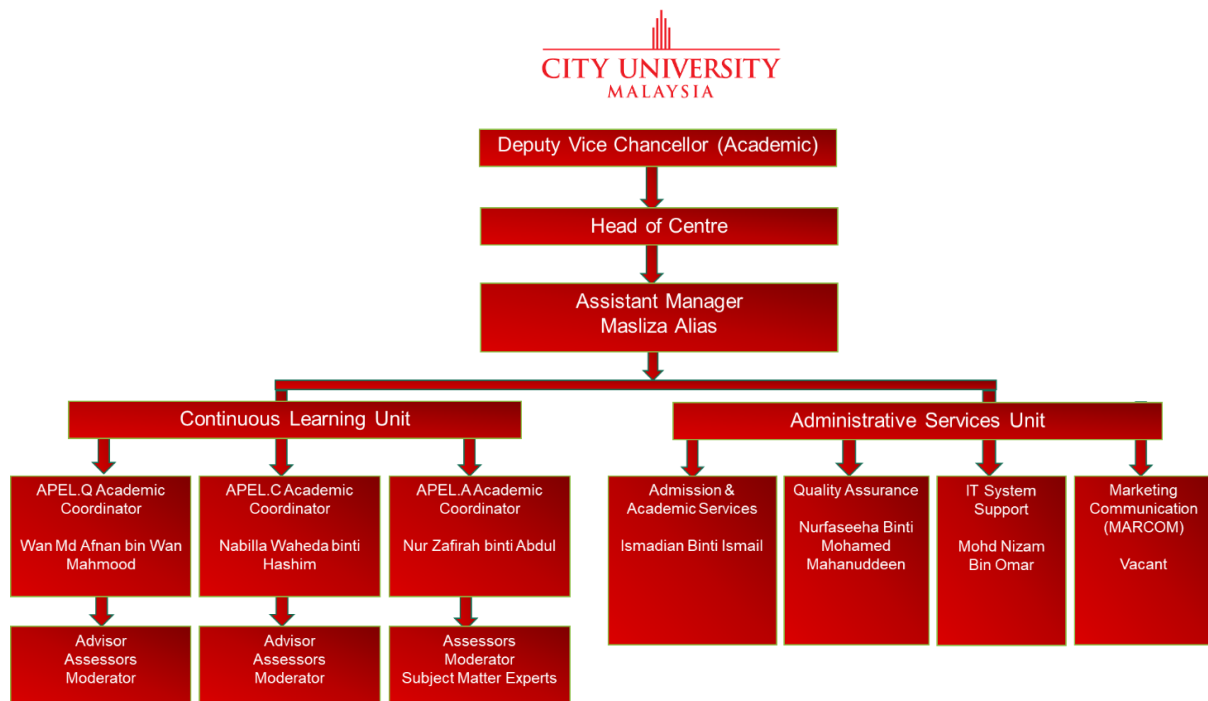 CITY UNIVERSITY
MALAYSIA
Deputy Vice Chancellor (Academic)
Head of Centre
Assistant Manager
Masliza Alias
Continuous Learning Unit
APEL.Q Academic
Coordinator
Wan Md Afnan bin Wan
Mahmood
Advisor
Assessors
Moderator
APEL.C Academic
Coordinator
Nabilla Waheda binti
Hashim
Advisor
Assessors
Moderator
APEL.A Academic
Coordinator
Nur Zafirah binti Abdul
Assessors
Moderator
Subject Matter Experts
Administrative Services Unit
Admission &
Academic Services
Ismadian Binti Ismail
Quality Assurance
Nurfaseeha Binti
Mohamed
Mahanuddeen
IT System
Support
Mohd Nizam
Bin Omar
Marketing
Communication
(MARCOM)
Vacant